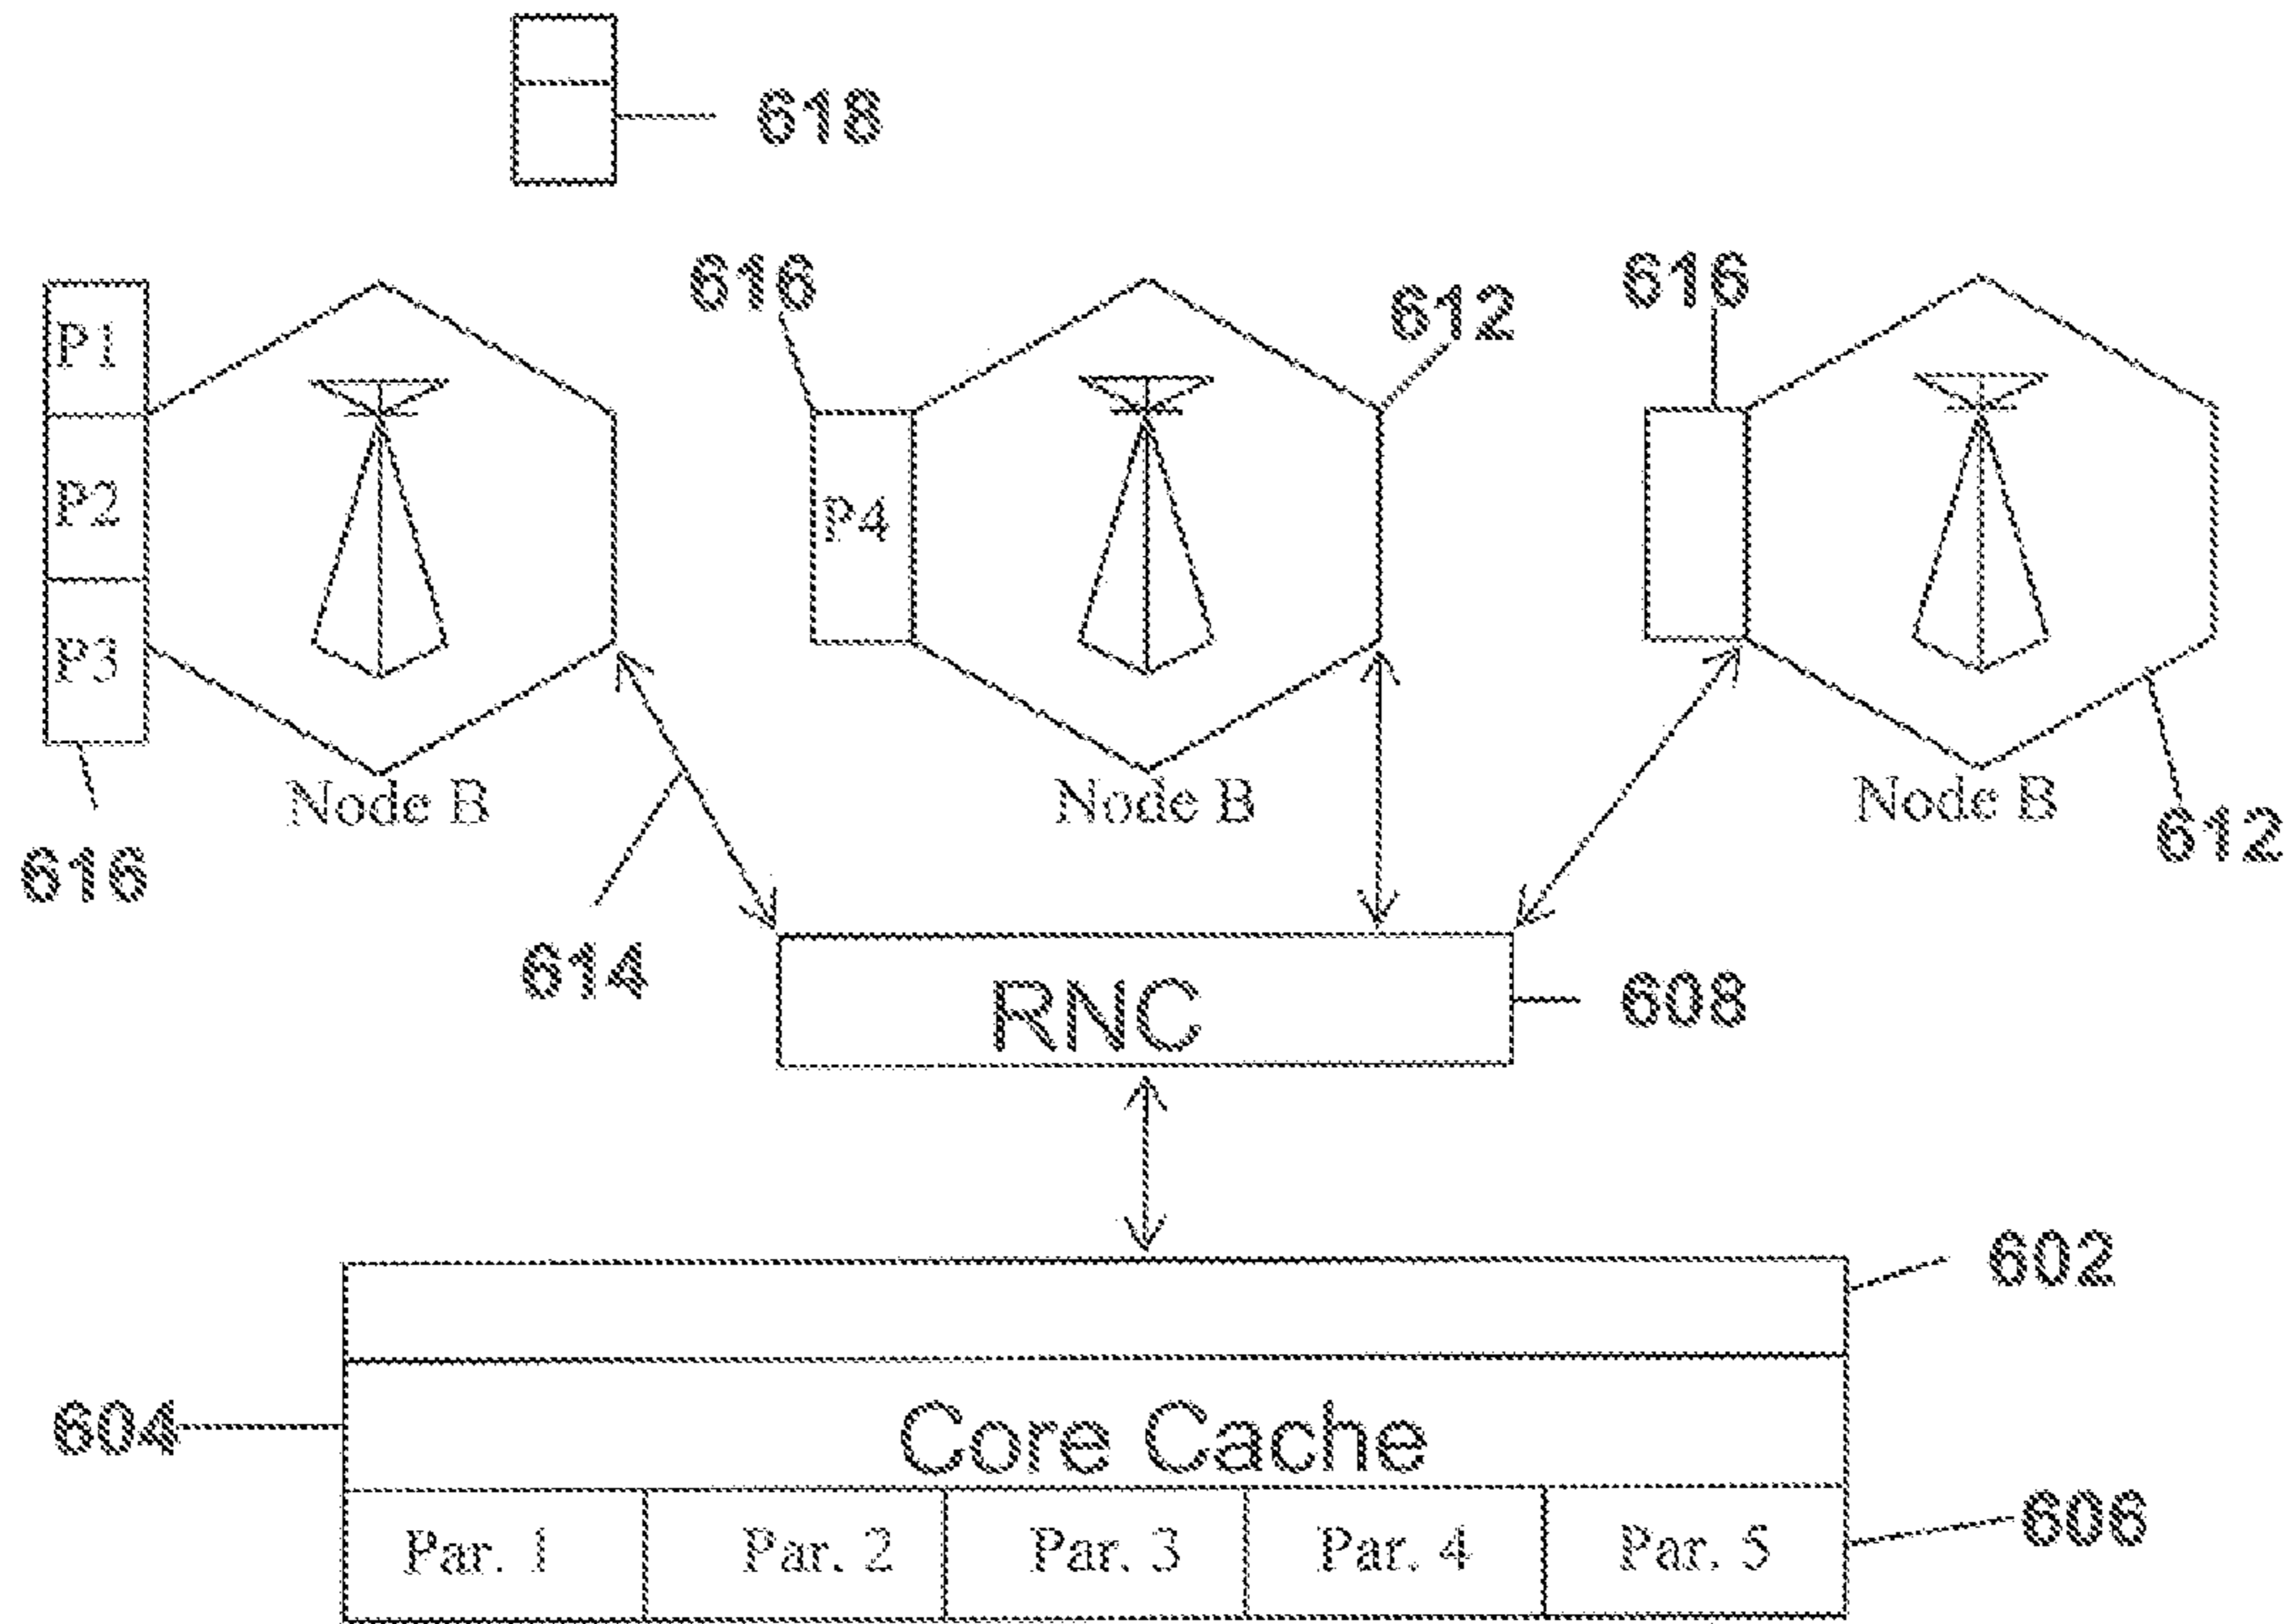 618
616
612
616
P1
P2
P3
P4
Node B
Node B
Node B
616
612
614
RNC
608
602
604
Core Cache
Par. 1
Par. 2
Par. 3
Par. 4
Par. 5
606